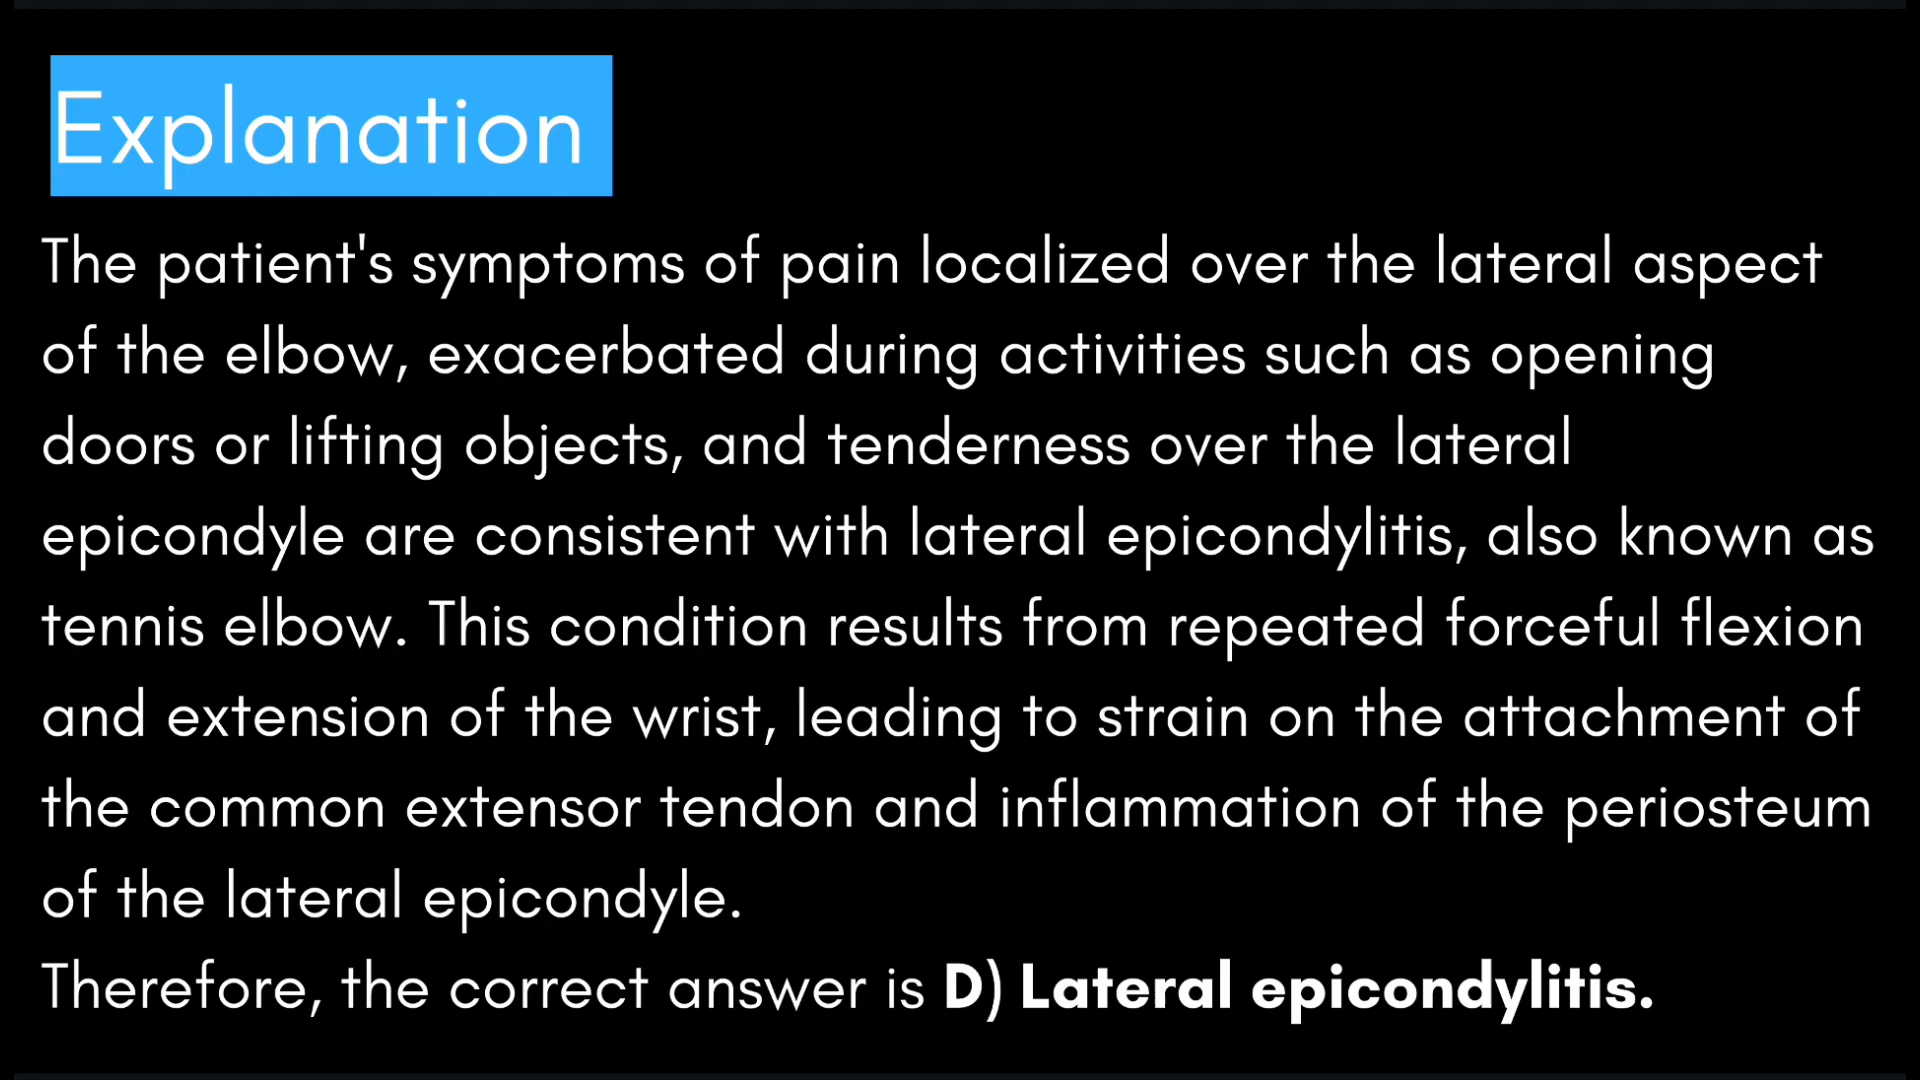 Explanation
The patient's symptoms of pain localized over the lateral aspect
of the elbow, exacerbated during activities such as opening
doors or lifting objects, and tenderness over the lateral
epicondyle are consistent with lateral epicondylitis, also known as
tennis elbow. This condition results from repeated forceful flexion
and extension of the wrist, leading to strain on the attachment of
the common extensor tendon and inflammation of the periosteum
of the lateral epicondyle.
Therefore, the correct answer is D) Lateral epicondylitis.